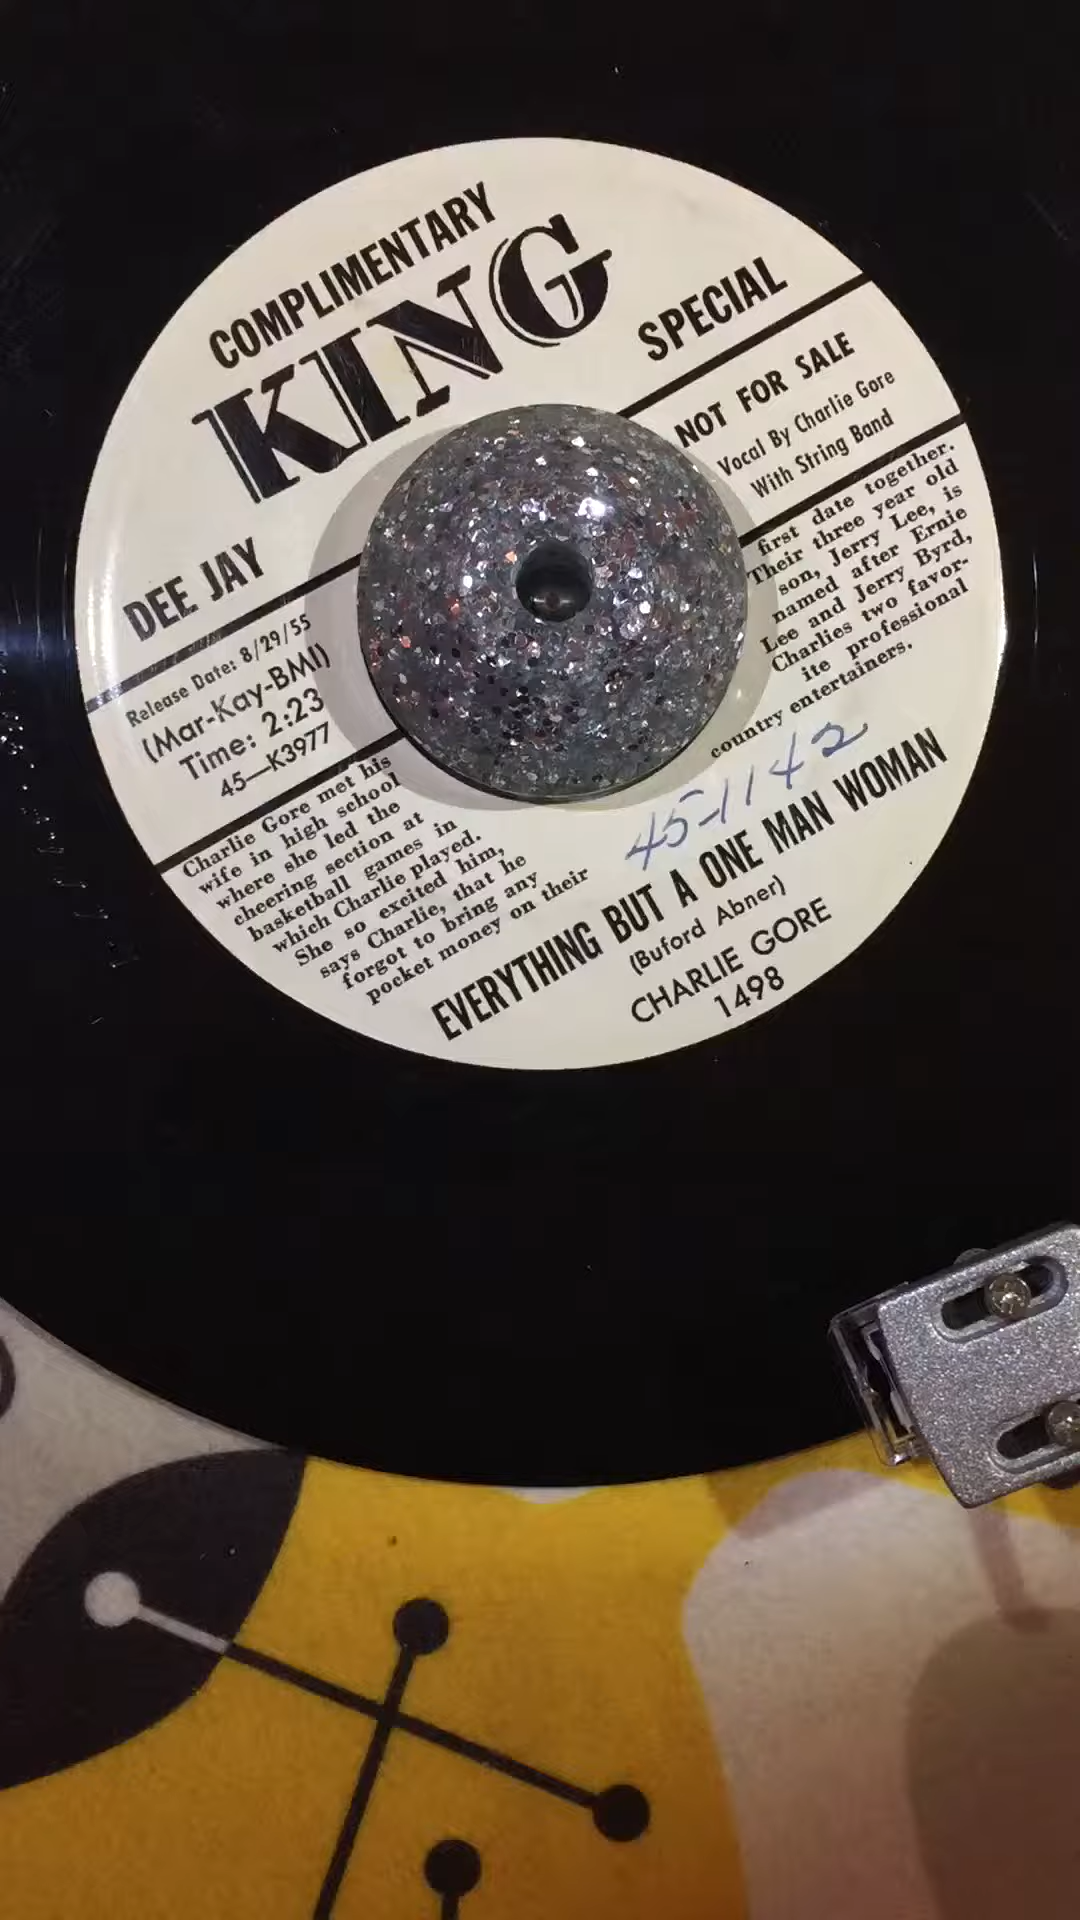 COMPLIMENTARY
KING
DEE JAY
SPECIAL
Release Date: 8/29/55
(Mar-Kay-BMI)
Time: 2:23
45—K3977
NOT FOR SALE
Vocal By Charlie Gore
With String Band
Charlie Gore met his
wife in high school
where she led the
cheering section at
basketball games in
which Charlie played.
She so excited him,
says Charlie, that he
forgot to bring any
pocket money on their
first date together.
Their three year old
son, Jerry Lee, is
named after Ernie
Lee and Jerry Byrd,
Charlies two favor-
ite professional
country entertainers.
45-1142
EVERYTHING BUT A ONE MAN WOMAN
(Buford Abner)
CHARLIE GORE
1498